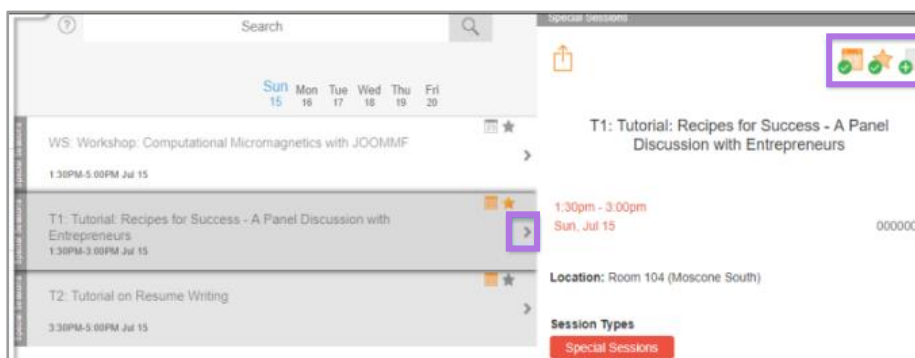 ?
Search
Sun Mon Tue Wed Thu Fri
15 16 17 18 19 20
WS: Workshop: Computational Micromagnetics with JOOMMF
1:30PM-5:00PM Jul 15
T1: Tutorial: Recipes for Success - A Panel Discussion with
Entrepreneurs
1:30PM-3:00PM Jul 15
T2: Tutorial on Resume Writing
3:30PM-5:00PM Jul 15
Special Sessions
T1: Tutorial: Recipes for Success - A Panel
Discussion with Entrepreneurs
1:30pm - 3:00pm
Sun, Jul 15
000000
Location: Room 104 (Moscone South)
Session Types
Special Sessions